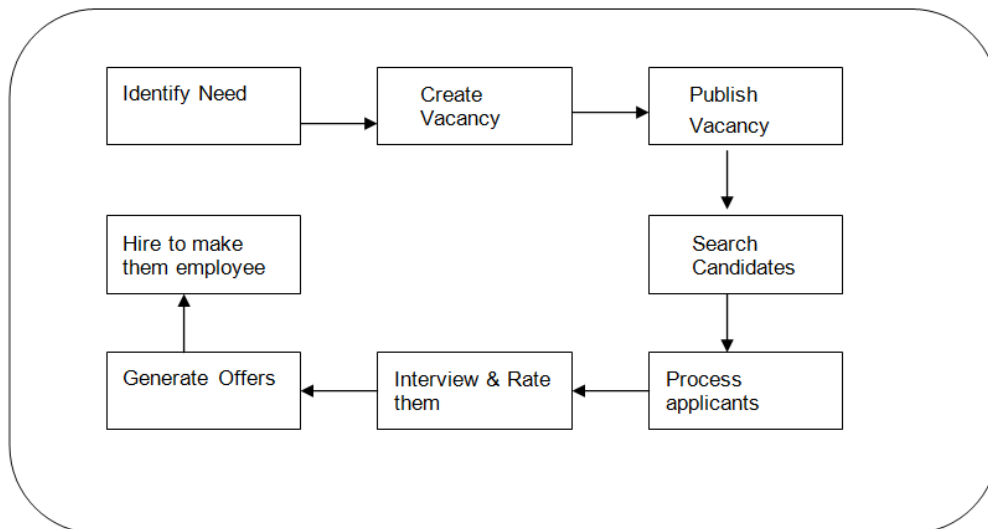 Identify Need
Create
Vacancy
Publish
Vacancy
Search
Candidates
Process
applicants
Interview & Rate
them
Generate Offers
Hire to make
them employee